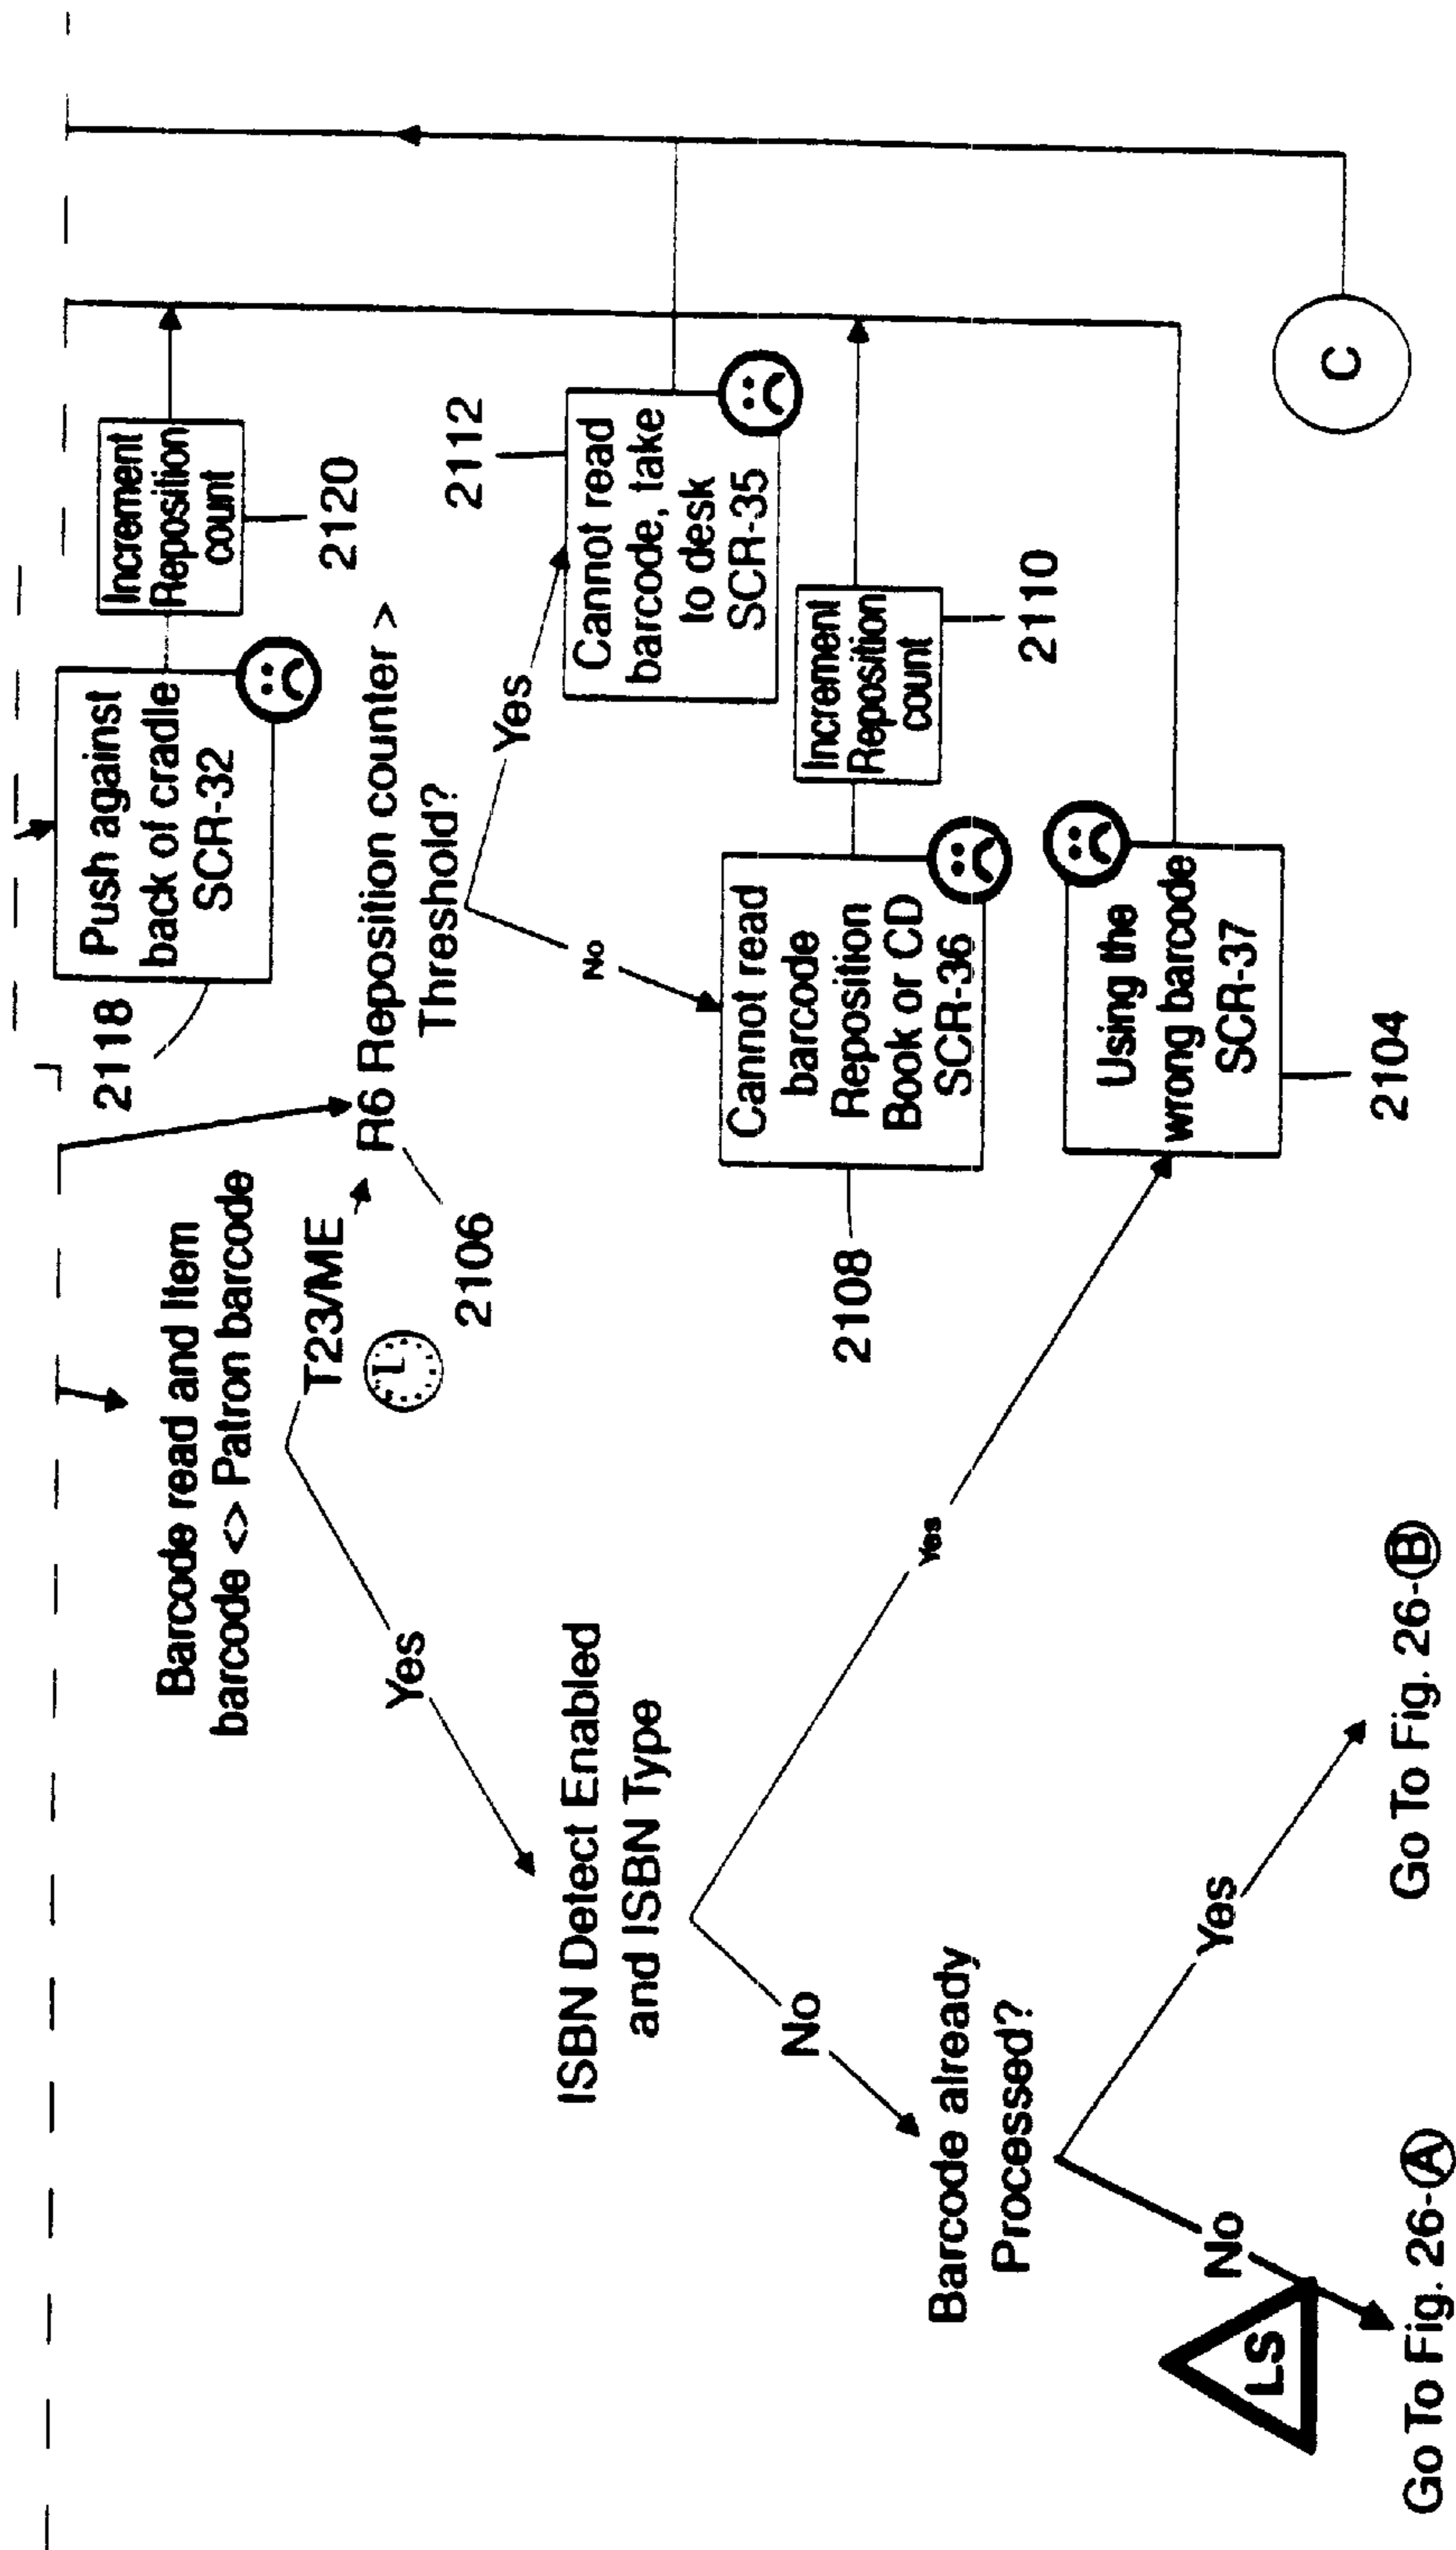 Push against
back of cradle
SCR-32
2118
Increment
Reposition
count
2120
Barcode read and Item
barcode <> Patron barcode
T23/ME
R6 Reposition counter >
Threshold?
2106
Yes
Cannot read
barcode, take
to desk
SCR-35
2112
No
Cannot read
barcode
Reposition
Book or CD
SCR-36
2108
Increment
Reposition
count
2110
Yes
ISBN Detect Enabled
and ISBN Type
Yes
Using the
wrong barcode
SCR-37
2104
No
Barcode already
Processed?
Yes
No
LS
C
Go To Fig. 26-A
Go To Fig. 26-B